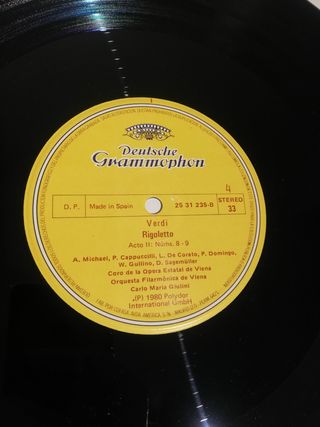 Deutsche
Grammophon
D. P. Made in Spain 25 31 235-B 4 STEREO
33
Verdi
Rigoletto
Acto II: Núms. 8 - 9
A. Michael, P. Cappuccilli, L. De Coreto, P. Domingo,
W. Gullino, D. Sagemüller
Coro de la Opera Estatal de Viena
Orquesta Filarmónica de Viena
Carlo Maria Giulini
(P) 1980 Polydor
International GmbH